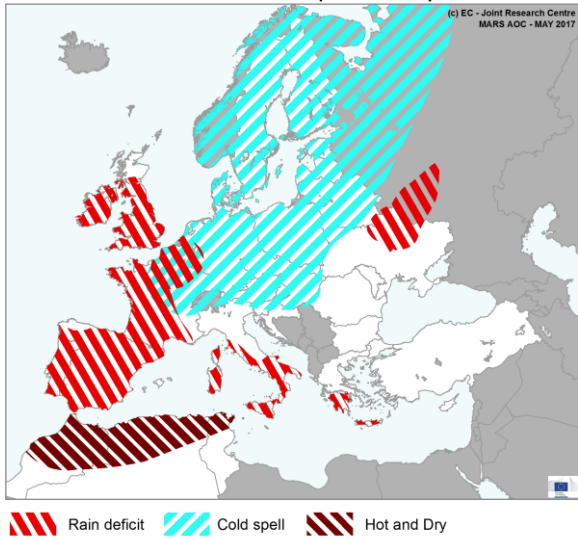 (c) EC - Joint Research Centre
MARS AOC - MAY 2017
Rain deficit
Cold spell
Hot and Dry